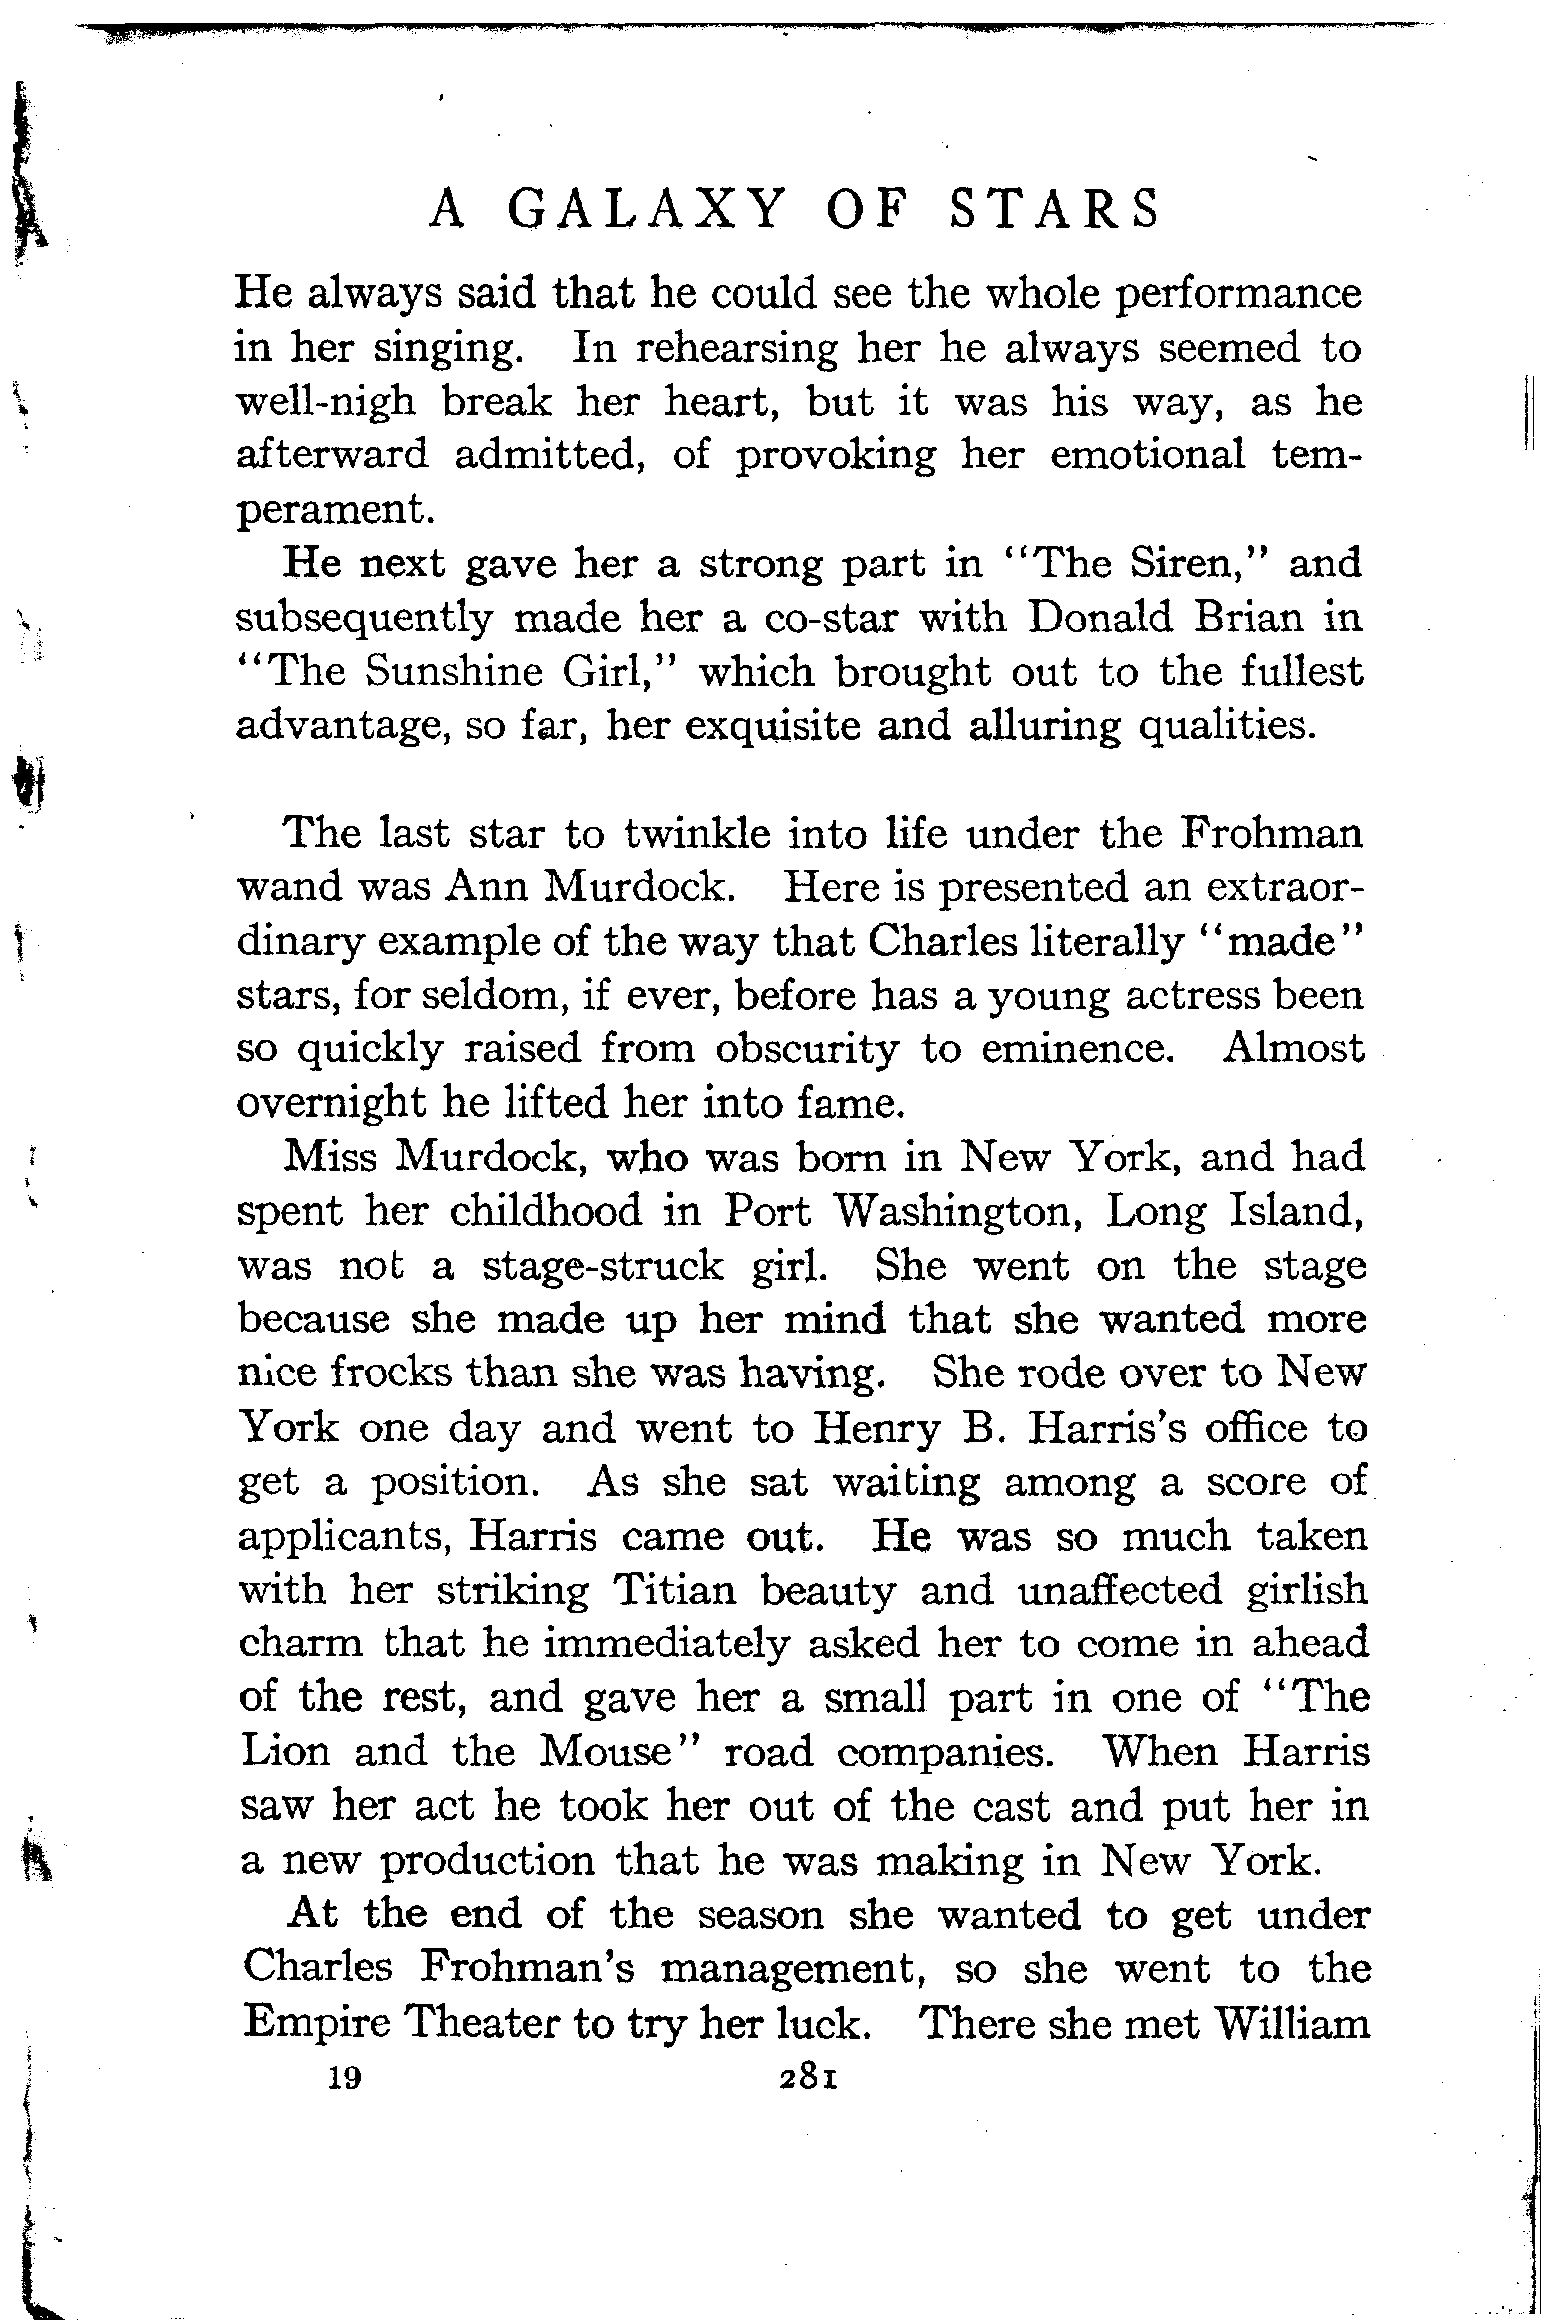 A GALAXY OF STARS
He always said that he could see the whole performance
in her singing. In rehearsing her he always seemed to
well-nigh break her heart, but it was his way, as he
afterward admitted, of provoking her emotional tem-
perament.
He next gave her a strong part in "The Siren," and
subsequently made her a co-star with Donald Brian in
"The Sunshine Girl," which brought out to the fullest
advantage, so far, her exquisite and alluring qualities.
The last star to twinkle into life under the Frohman
wand was Ann Murdock. Here is presented an extraor-
dinary example of the way that Charles literally "made"
stars, for seldom, if ever, before has a young actress been
so quickly raised from obscurity to eminence. Almost
overnight he lifted her into fame.
Miss Murdock, who was born in New York, and had
spent her childhood in Port Washington, Long Island,
was not a stage-struck girl. She went on the stage
because she made up her mind that she wanted more
nice frocks than she was having. She rode over to New
York one day and went to Henry B. Harris's office to
get a position. As she sat waiting among a score of
applicants, Harris came out. He was so much taken
with her striking Titian beauty and unaffected girlish
charm that he immediately asked her to come in ahead
of the rest, and gave her a small part in one of "The
Lion and the Mouse" road companies. When Harris
saw her act he took her out of the cast and put her in
a new production that he was making in New York.
At the end of the season she wanted to get under
Charles Frohman's management, so she went to the
Empire Theater to try her luck. There she met William
19 281